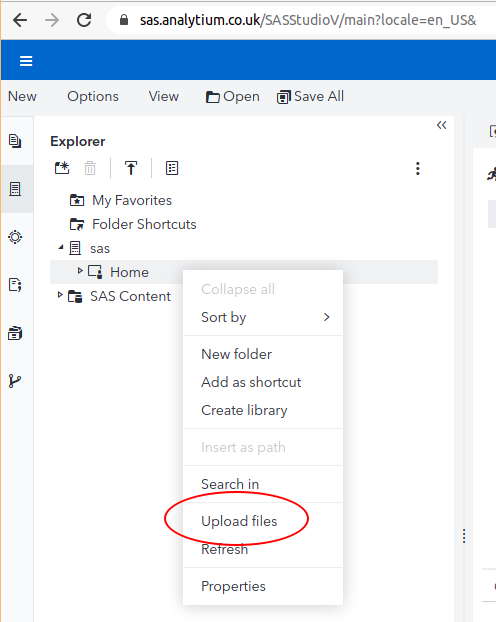 sas.analytium.co.uk/SASStudioV/main?locale=en_US&
New Options View Open Save All
Explorer
My Favorites
Folder Shortcuts
sas
Home
SAS Content
Collapse all
Sort by
New folder
Add as shortcut
Create library
Insert as path
Search in
Upload files
Refresh
Properties